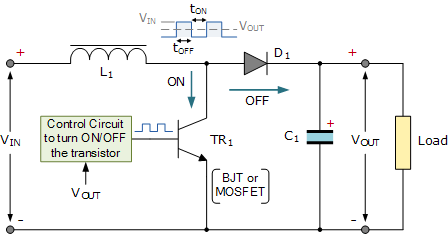 tON
VIN
VOUT
tOFF
+
L1
D1
+
ON
OFF
Control Circuit
to turn ON/OFF
the transistor
TR1
C1
+
VIN
VOUT
Load
VOUT
BJT or
MOSFET
-
-